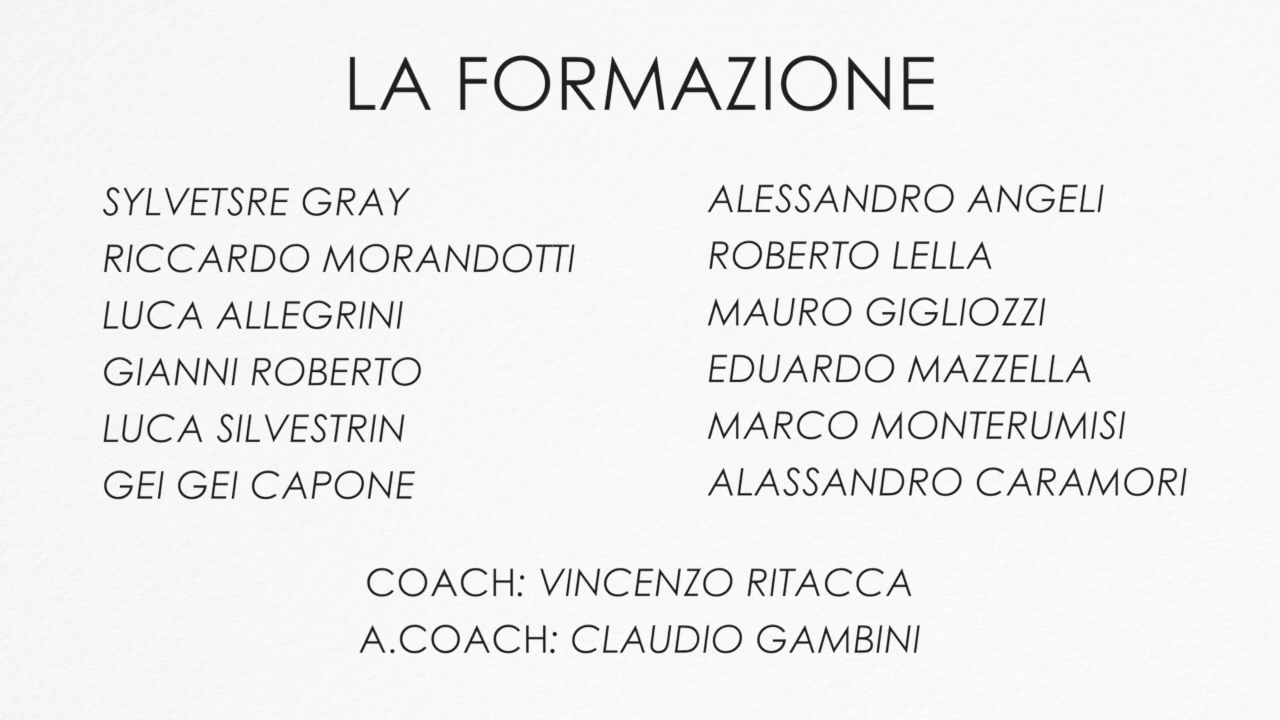 LA FORMAZIONE
SYLVETSRE GRAY
RICCARDO MORANDOTTI
LUCA ALLEGRINI
GIANNI ROBERTO
LUCA SILVESTRIN
GEI GEI CAPONE
ALESSANDRO ANGELI
ROBERTO LELLA
MAURO GIGLIOZZI
EDUARDO MAZZELLA
MARCO MONTERUMISI
ALASSANDRO CARAMORI
COACH: VINCENZO RITACCA
A.COACH: CLAUDIO GAMBINI